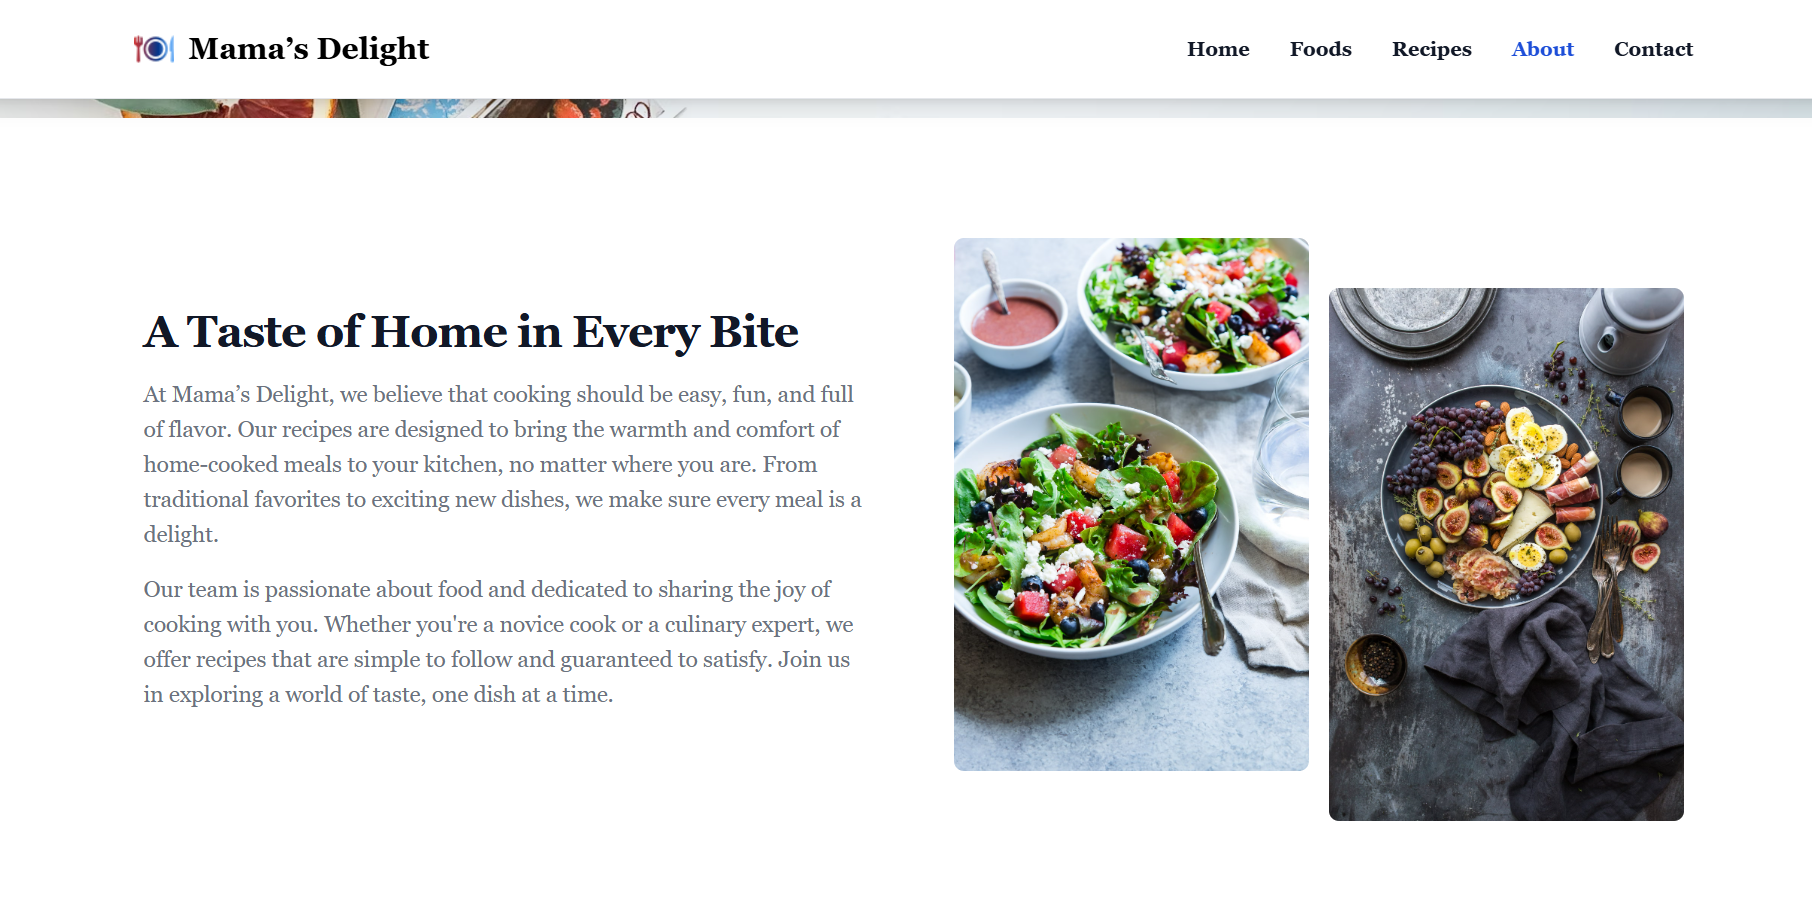 Mama’s Delight
Home
Foods
Recipes
About
Contact
A Taste of Home in Every Bite
At Mama’s Delight, we believe that cooking should be easy, fun, and full
of flavor. Our recipes are designed to bring the warmth and comfort of
home-cooked meals to your kitchen, no matter where you are. From
traditional favorites to exciting new dishes, we make sure every meal is a
delight.
Our team is passionate about food and dedicated to sharing the joy of
cooking with you. Whether you're a novice cook or a culinary expert, we
offer recipes that are simple to follow and guaranteed to satisfy. Join us
in exploring a world of taste, one dish at a time.